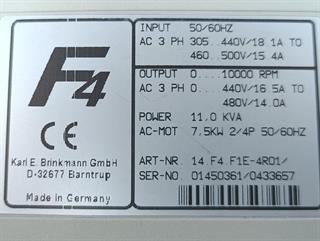 INPUT 50/60HZ
AC 3 PH 305...440V/18.1A TO
460...500V/15.4A
OUTPUT 0....10000 RPM
AC 3 PH 0...440V/16.5A TO
480V/14.0A
POWER 11.0 KVA
AC-MOT 7,5KW 2/4P 50/60HZ
ART-NR. 14.F4.F1E-4R01/
SER-NO. 01450361/0433657
F4
CE
Karl E. Brinkmann GmbH
D-32677 Barntrup
Made in Germany